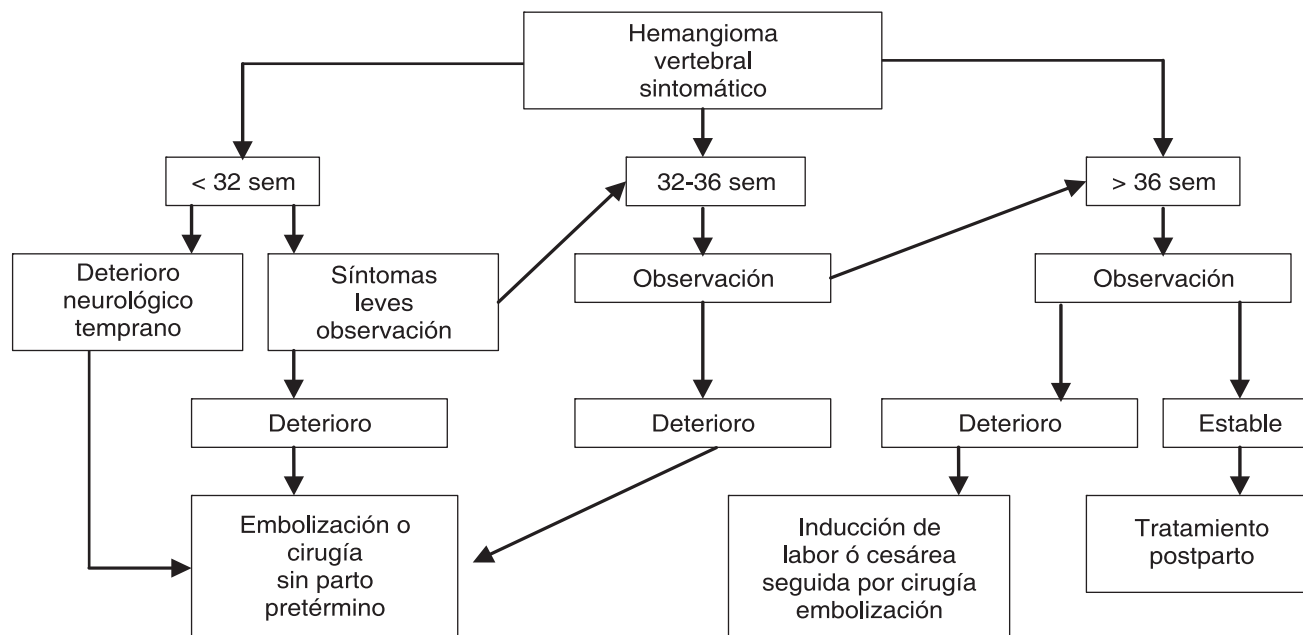 Hemangioma
vertebral
sintomático
< 32 sem
32-36 sem
> 36 sem
Deterioro
neurológico
temprano
Síntomas
leves
observación
Observación
Observación
Deterioro
Deterioro
Deterioro
Estable
Embolización o
cirugía
sin parto
pretérmino
Inducción de
labor ó cesárea
seguida por cirugía
embolización
Tratamiento
postparto